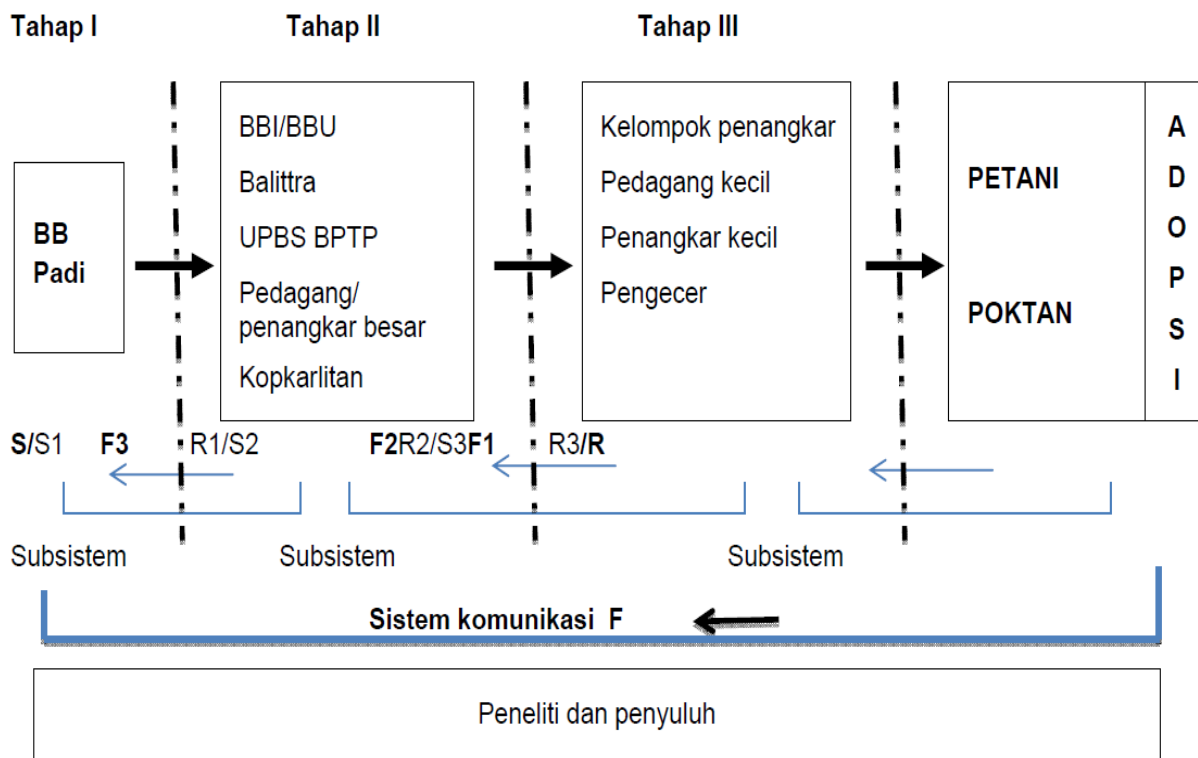 Tahap I
Tahap II
Tahap III
BB
Padi
BBI/BBU
Balittra
UPBS BPTP
Pedagang/
penangkar besar
Kopkarlitan
Kelompok penangkar
Pedagang kecil
Penangkar kecil
Pengecer
PETANI
POKTAN
A
D
O
P
S
I
S/S1
F3
R1/S2
F2R2/S3F1
R3/R
Subsistem
Subsistem
Subsistem
Sistem komunikasi F
Peneliti dan penyuluh